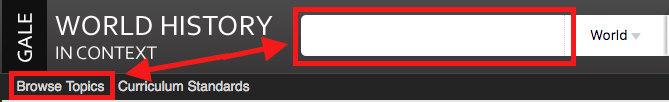 GALE
WORLD HISTORY
IN CONTEXT
World
Browse Topics Curriculum Standards